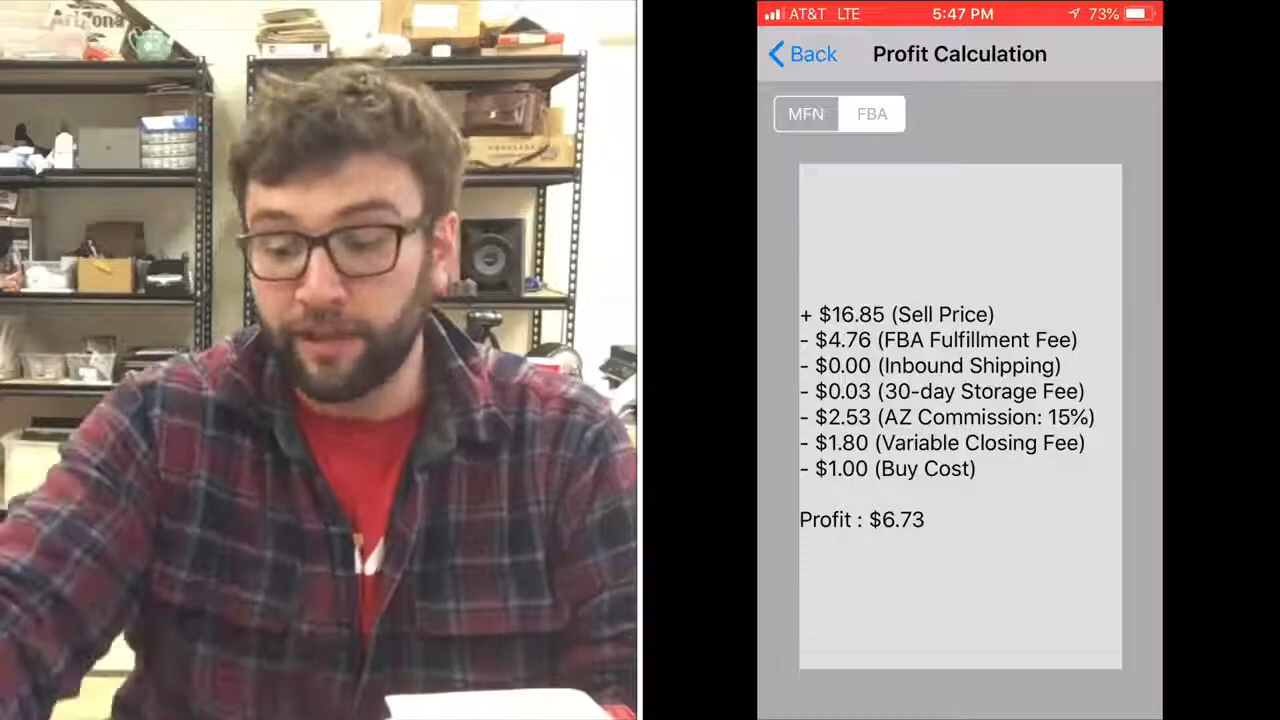 Arizona
AT&T LTE 5:47 PM 73%
Back Profit Calculation
MFN FBA
+ $16.85 (Sell Price)
- $4.76 (FBA Fulfillment Fee)
- $0.00 (Inbound Shipping)
- $0.03 (30-day Storage Fee)
- $2.53 (AZ Commission: 15%)
- $1.80 (Variable Closing Fee)
- $1.00 (Buy Cost)
Profit : $6.73